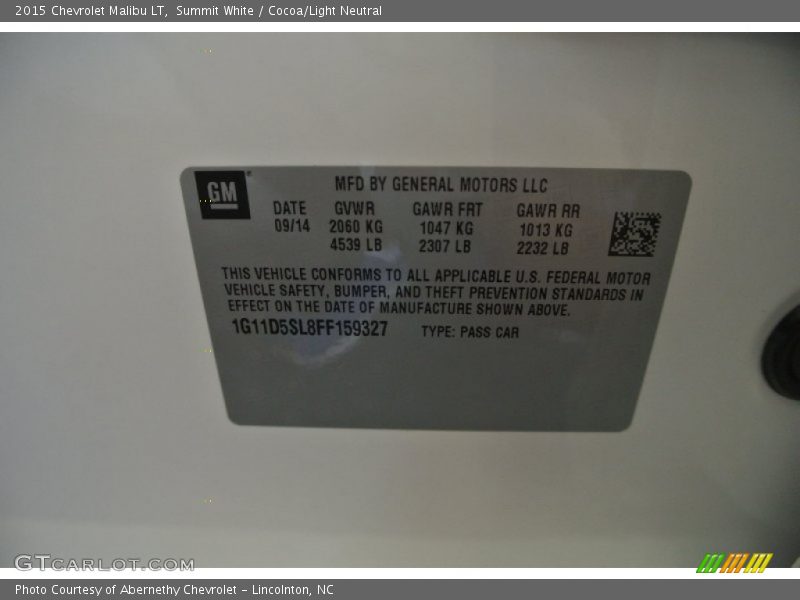 2015 Chevrolet Malibu LT, Summit White / Cocoa/Light Neutral
GM
MFD BY GENERAL MOTORS LLC
DATE GVWR GAWR FRT GAWR RR
09/14 2060 KG 1047 KG 1013 KG
4539 LB 2307 LB 2232 LB
THIS VEHICLE CONFORMS TO ALL APPLICABLE U.S. FEDERAL MOTOR
VEHICLE SAFETY, BUMPER, AND THEFT PREVENTION STANDARDS IN
EFFECT ON THE DATE OF MANUFACTURE SHOWN ABOVE.
1G11D5SL8FF159327 TYPE: PASS CAR
GTCARLOT.COM
Photo Courtesy of Abernethy Chevrolet - Lincolnton, NC